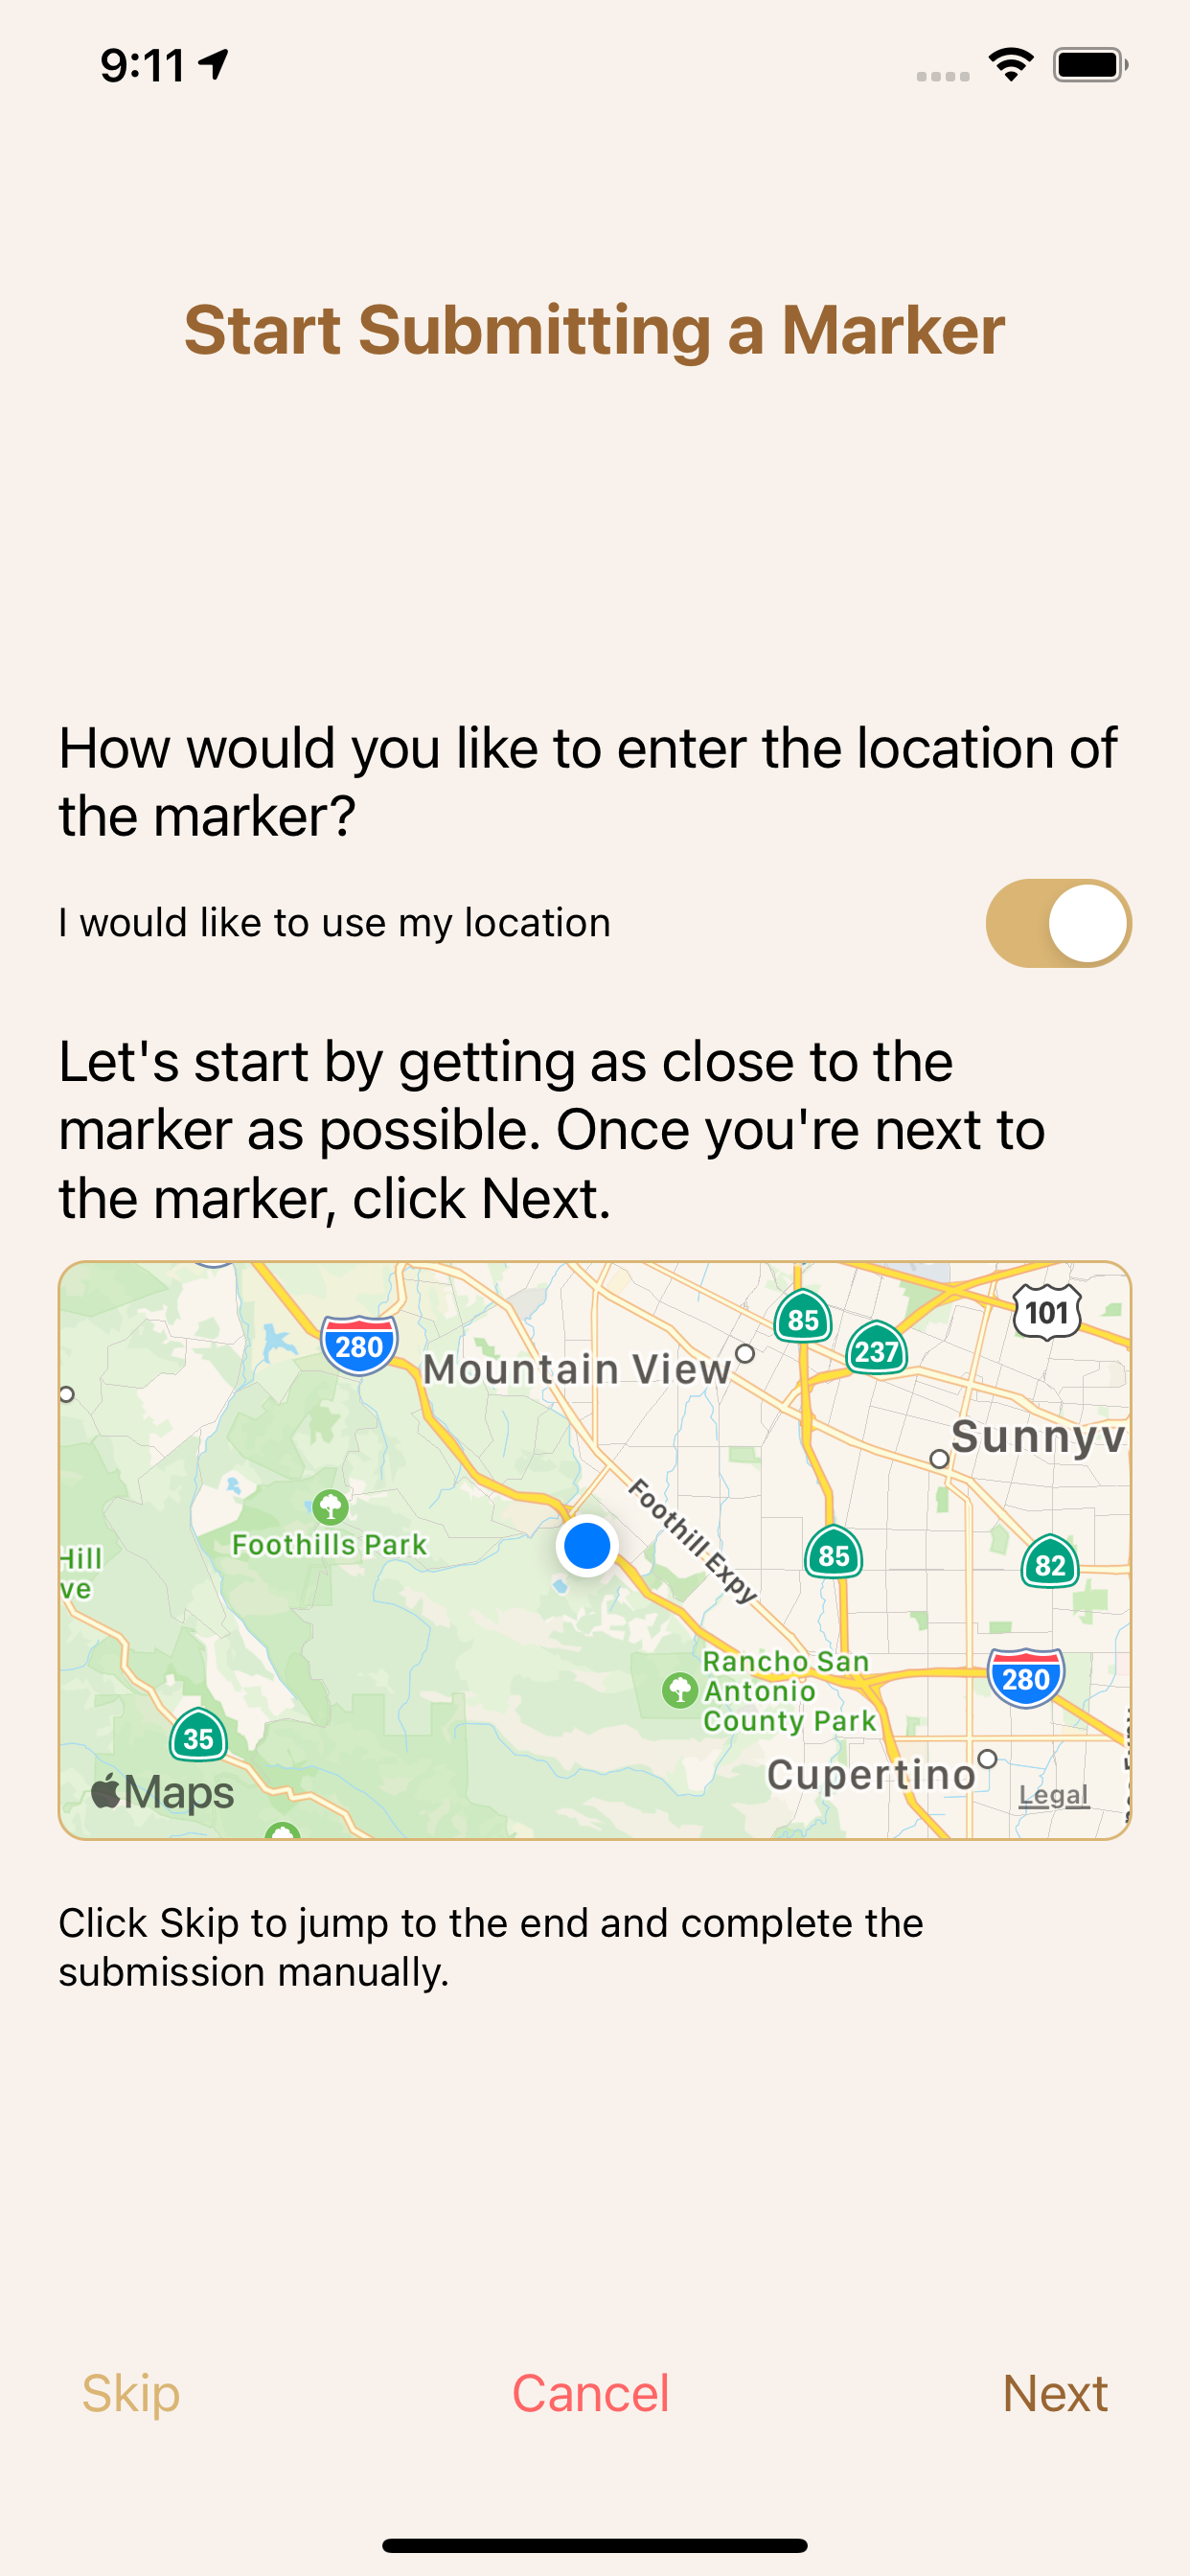 9:11
Start Submitting a Marker
How would you like to enter the location of
the marker?
I would like to use my location
Let's start by getting as close to the
marker as possible. Once you're next to
the marker, click Next.
85
237
101
280
Mountain View
Sunnyv
Foothill Expy
Foothills Park
Hill
ve
85
82
Rancho San
Antonio
County Park
280
35
Cupertino
Maps
Legal
Click Skip to jump to the end and complete the
submission manually.
Skip
Cancel
Next